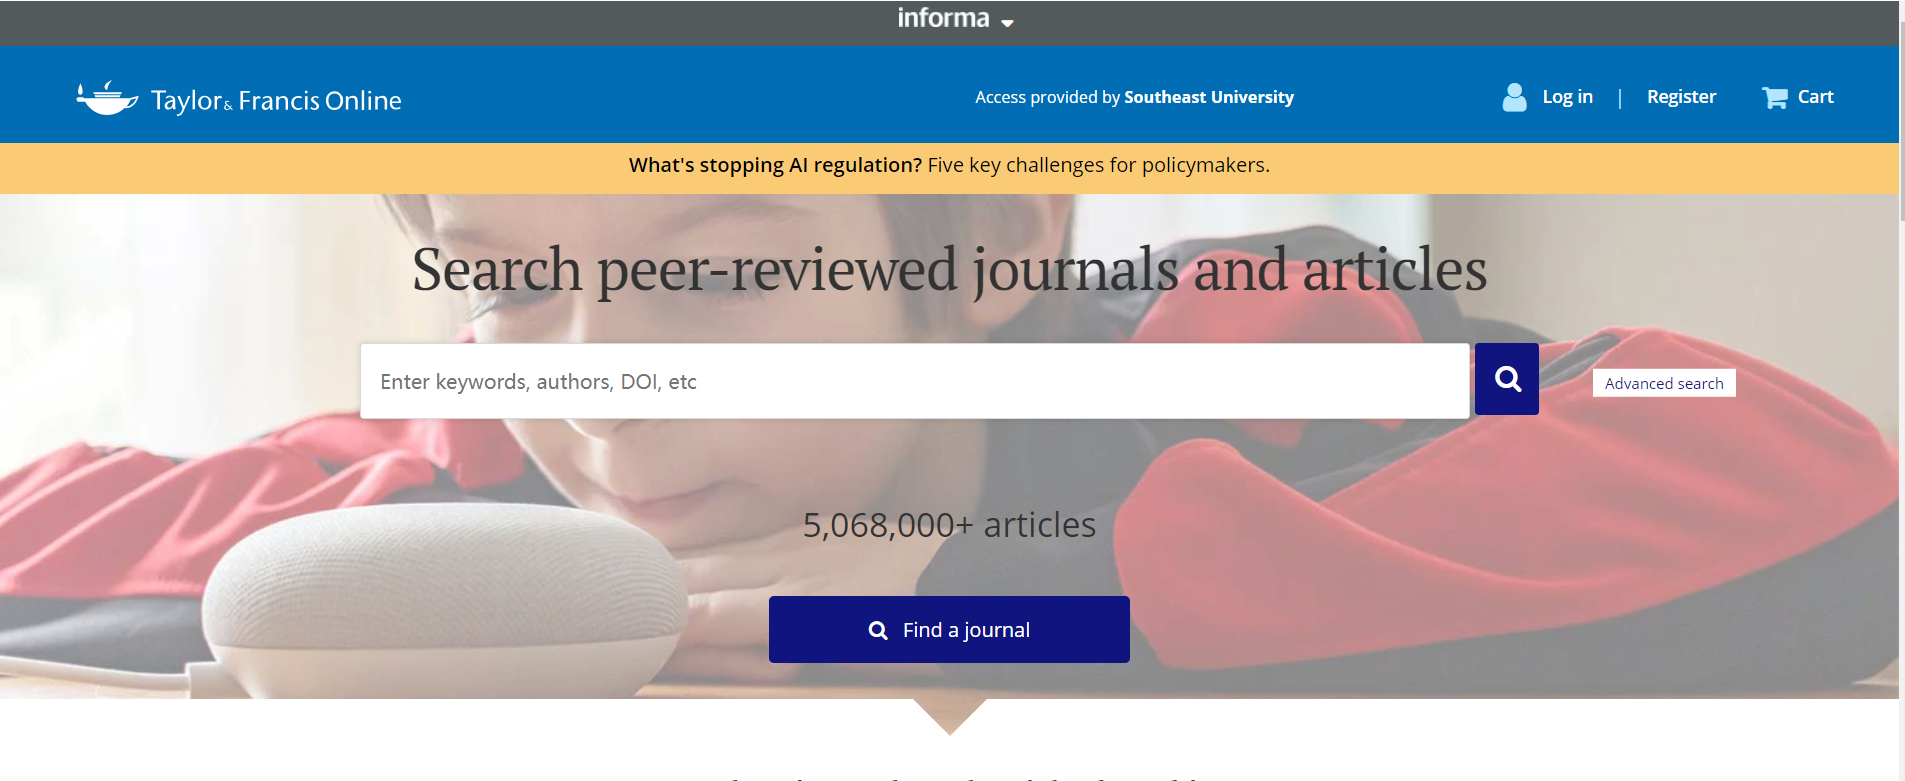 informa
Taylor & Francis Online
Access provided by Southeast University
Log in | Register
Cart
What's stopping AI regulation? Five key challenges for policymakers.
Search peer-reviewed journals and articles
Enter keywords, authors, DOI, etc
Advanced search
5,068,000+ articles
Find a journal